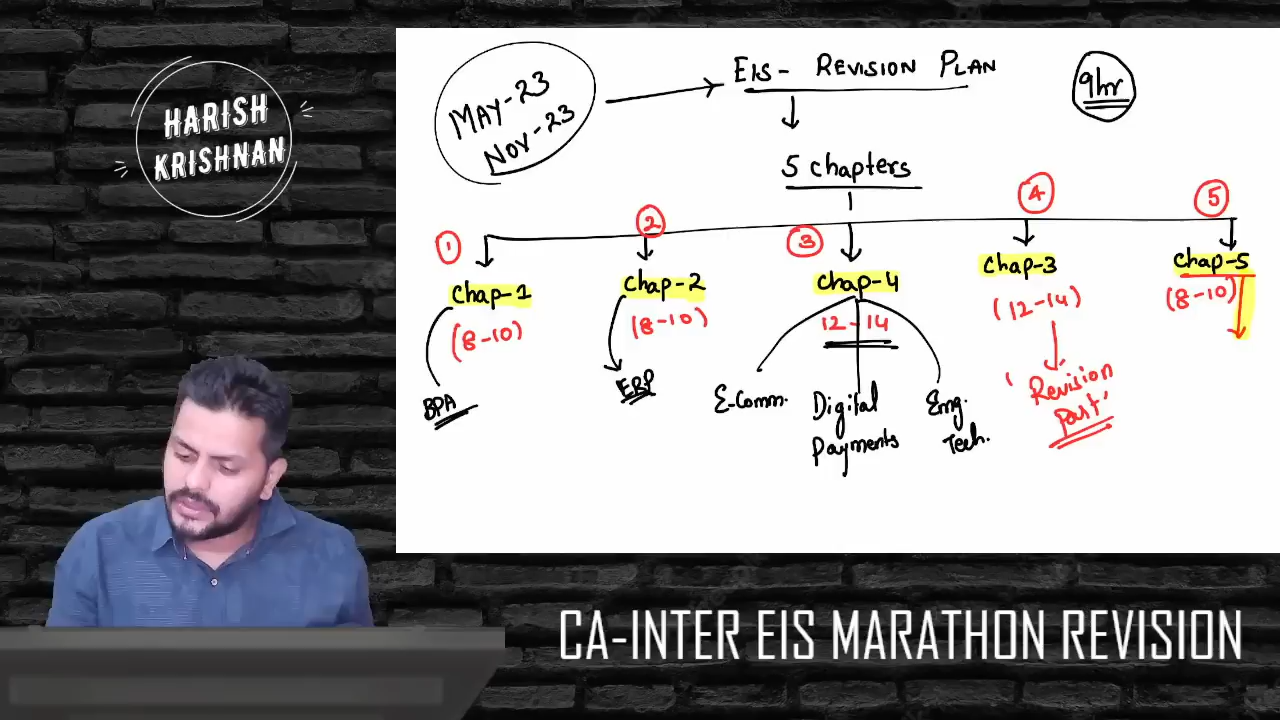 HARISH
KRISHNAN
MAY-23
NOV-23
EIS- REVISION PLAN
9hr
5 chapters
1
2
3
4
5
Chap-1
Chap-2
Chap-4
Chap-3
Chap-5
(8-10)
(8-10)
12-14
(12-14)
(8-10)
BPA
ERP
E-Comm.
Digital
Payments
Emg.
Tech.
'Revision
Part'
CA-INTER EIS MARATHON REVISION